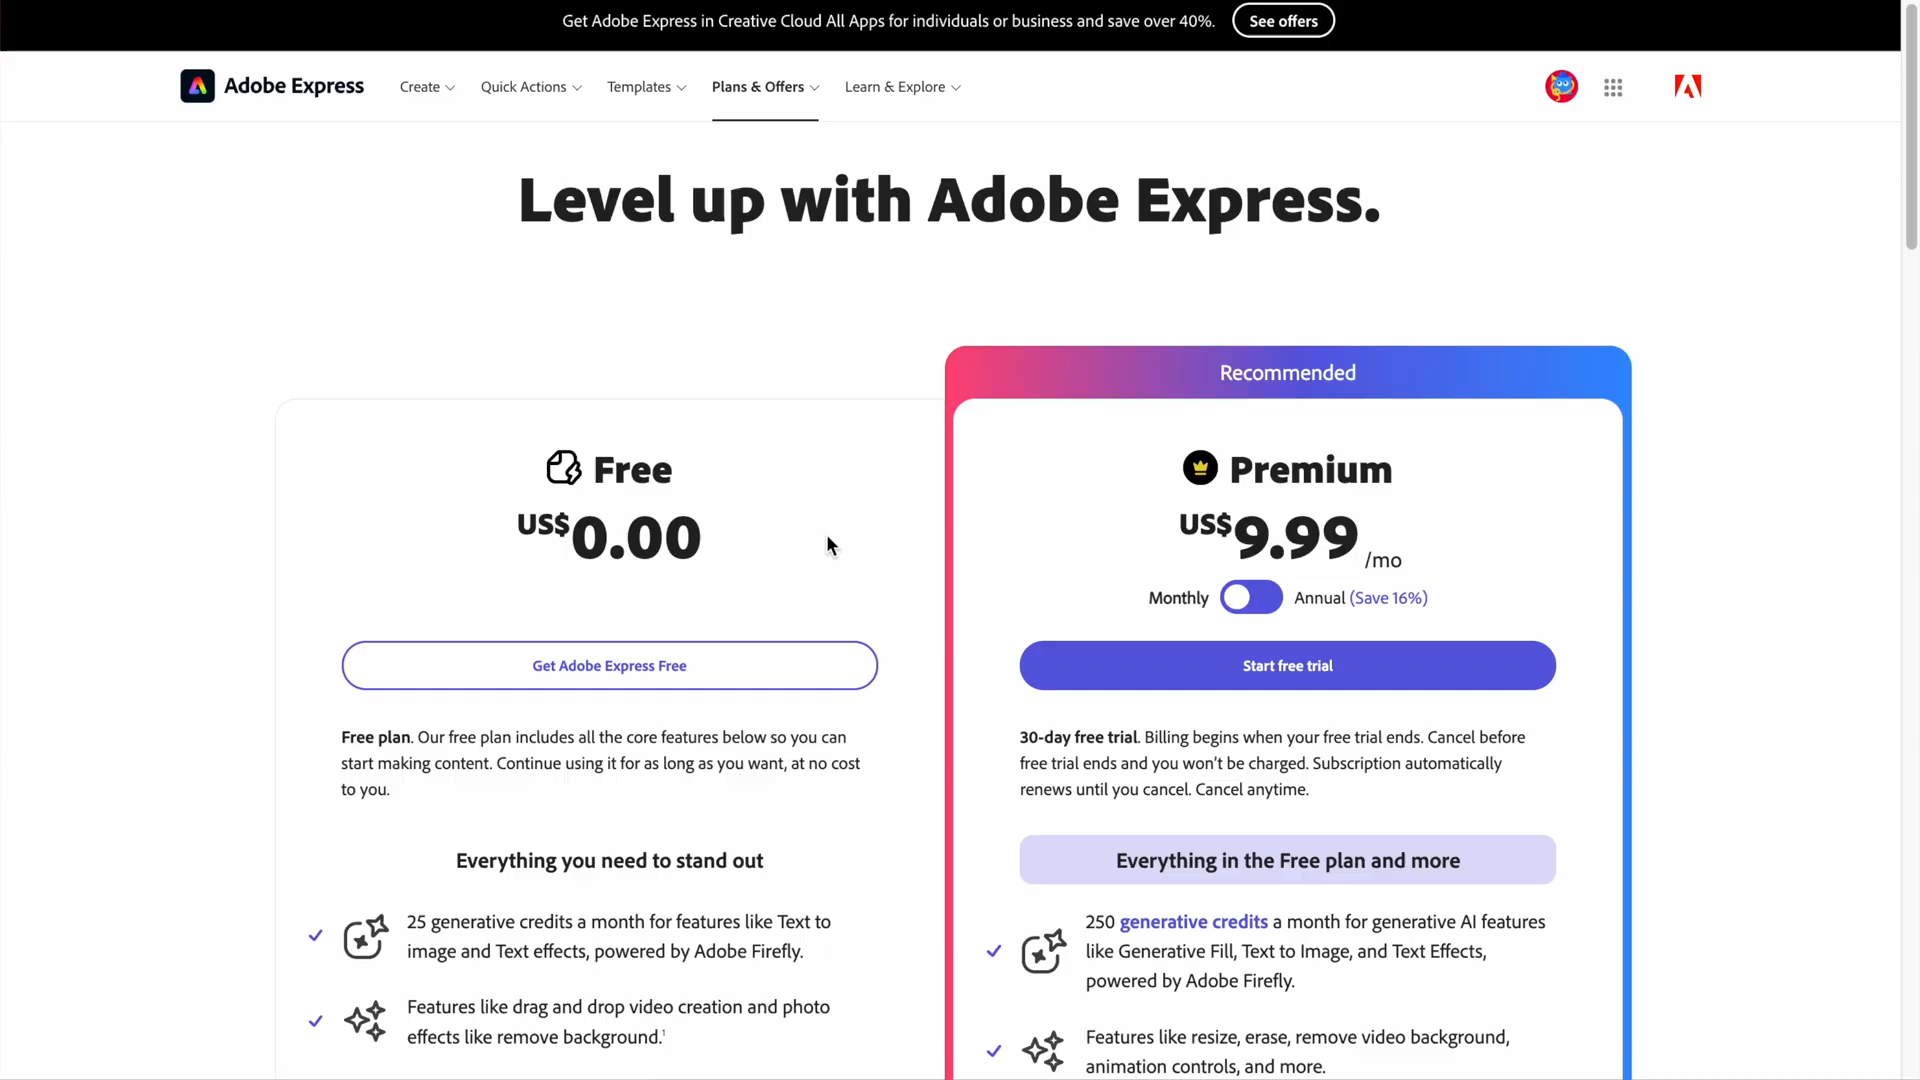 Get Adobe Express in Creative Cloud All Apps for individuals or business and save over 40%. See offers
Adobe Express Create Quick Actions Templates Plans & Offers Learn & Explore
Level up with Adobe Express.
Recommended
Free
US$0.00
Get Adobe Express Free
Free plan. Our free plan includes all the core features below so you can
start making content. Continue using it for as long as you want, at no cost
to you.
Everything you need to stand out
25 generative credits a month for features like Text to
image and Text effects, powered by Adobe Firefly.
Features like drag and drop video creation and photo
effects like remove background.¹
Premium
US$9.99 /mo
Monthly Annual (Save 16%)
Start free trial
30-day free trial. Billing begins when your free trial ends. Cancel before
free trial ends and you won't be charged. Subscription automatically
renews until you cancel. Cancel anytime.
Everything in the Free plan and more
250 generative credits a month for generative AI features
like Generative Fill, Text to Image, and Text Effects,
powered by Adobe Firefly.
Features like resize, erase, remove video background,
animation controls, and more.